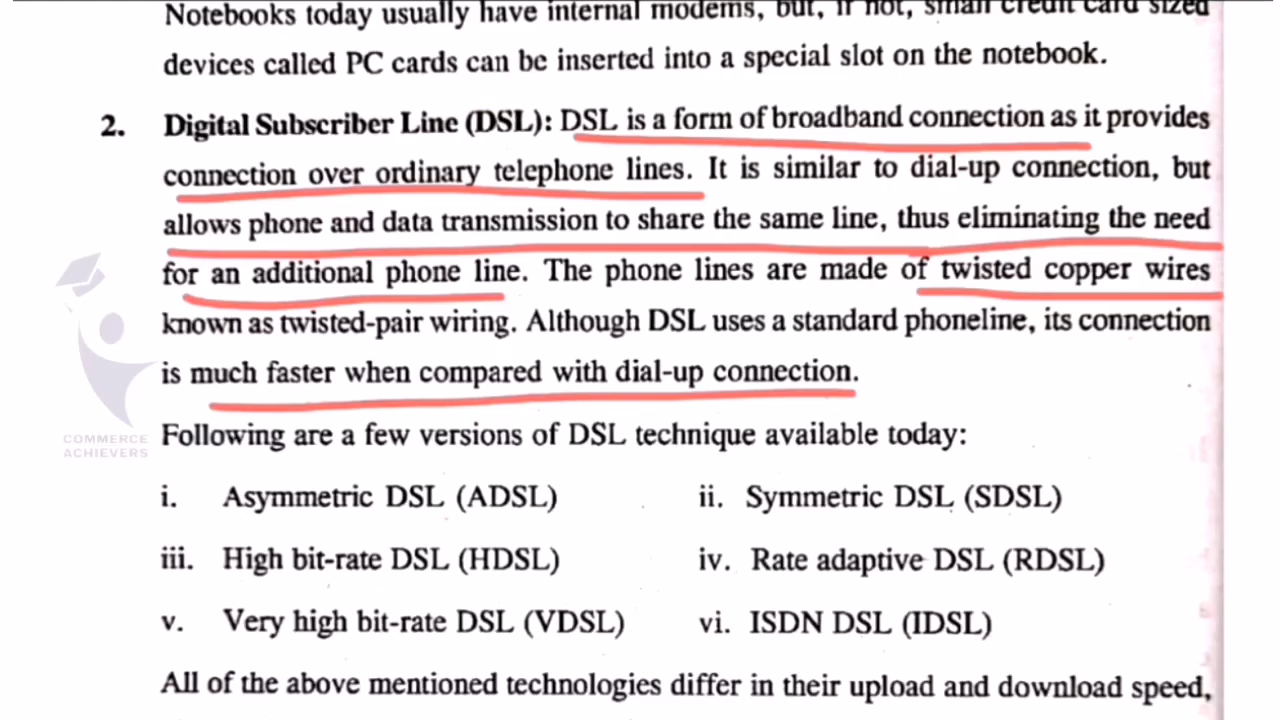 Notebooks today usually have internal modems, but, if not, small credit card sized
devices called PC cards can be inserted into a special slot on the notebook.
2. Digital Subscriber Line (DSL): DSL is a form of broadband connection as it provides
connection over ordinary telephone lines. It is similar to dial-up connection, but
allows phone and data transmission to share the same line, thus eliminating the need
for an additional phone line. The phone lines are made of twisted copper wires
known as twisted-pair wiring. Although DSL uses a standard phoneline, its connection
is much faster when compared with dial-up connection.
COMMERCE
ACHIEVERS
Following are a few versions of DSL technique available today:
i. Asymmetric DSL (ADSL) ii. Symmetric DSL (SDSL)
iii. High bit-rate DSL (HDSL) iv. Rate adaptive DSL (RDSL)
v. Very high bit-rate DSL (VDSL) vi. ISDN DSL (IDSL)
All of the above mentioned technologies differ in their upload and download speed,